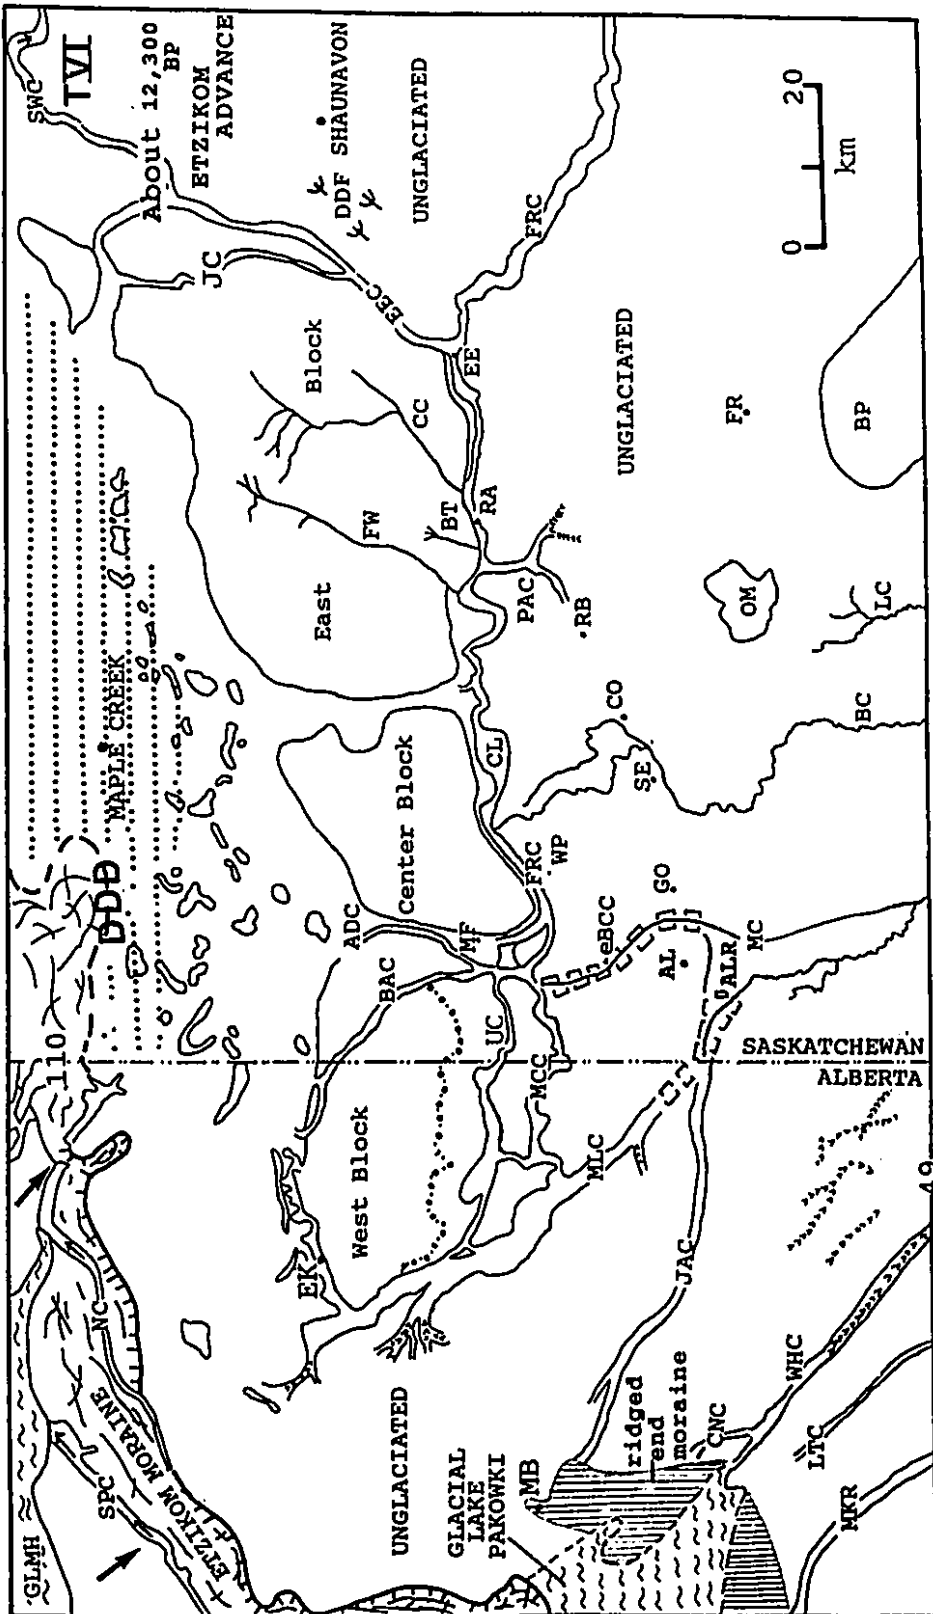 SWC
TVI
About 12,300
BP
ETZIKOM
ADVANCE
SHAUNAVON
DDF
UNGLACIATED
FRC
0
20
km
JC
EEC
Block
EE
CC
UNGLACIATED
FR
BP
FW
BT
RA
East
PAC
RB
OM
LC
MAPLE CREEK
CO
SE
BC
CL
Center Block
DDD
FRC
WP
ADC
MF
GO
eBCC
AL
ALR
MC
BAC
UC
110
MCC
SASKATCHEWAN
ALBERTA
West Block
MLC
49
EK
NC
JAC
WHC
ETZIKOM MORAINE
SPC
GLMH
UNGLACIATED
ridged
end
moraine
CNC
GLACIAL
LAKE
PAKOWKI
MB
LTC
MKR